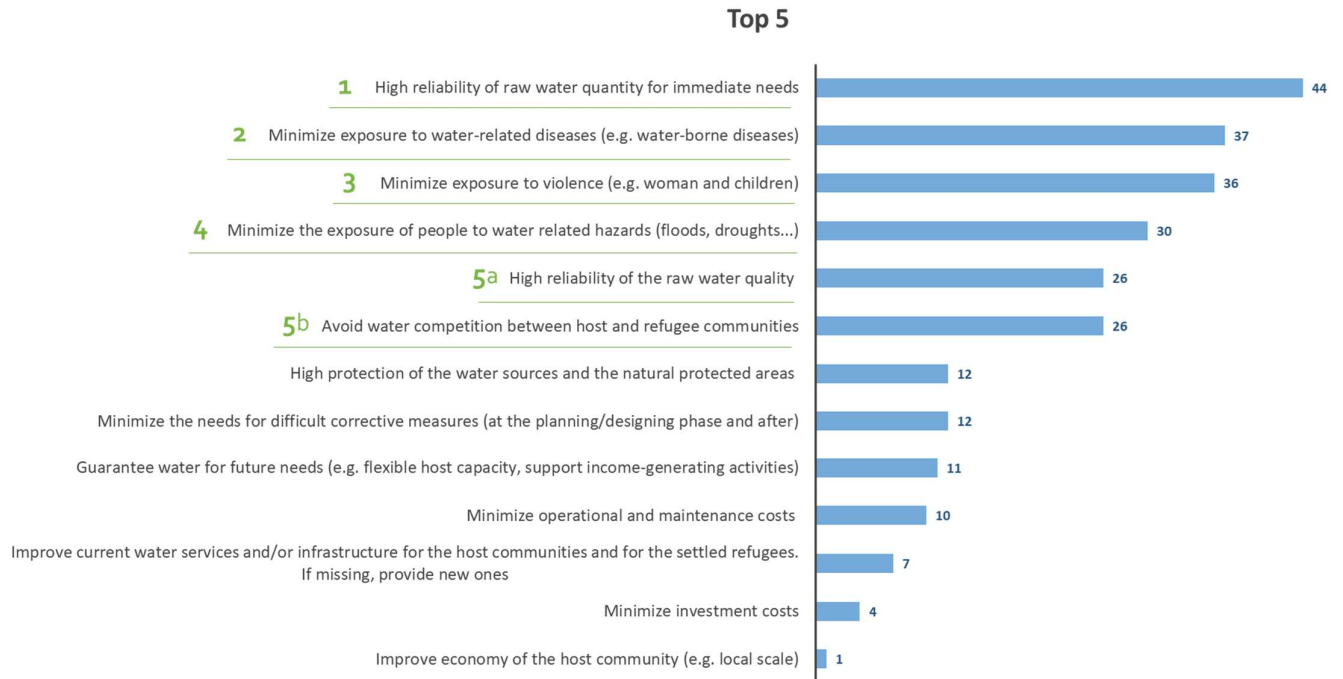 Top 5
1 High reliability of raw water quantity for immediate needs 44
2 Minimize exposure to water-related diseases (e.g. water-borne diseases) 37
3 Minimize exposure to violence (e.g. woman and children) 36
4 Minimize the exposure of people to water related hazards (floods, droughts...) 30
5a High reliability of the raw water quality 26
5b Avoid water competition between host and refugee communities 26
High protection of the water sources and the natural protected areas 12
Minimize the needs for difficult corrective measures (at the planning/designing phase and after) 12
Guarantee water for future needs (e.g. flexible host capacity, support income-generating activities) 11
Minimize operational and maintenance costs 10
Improve current water services and/or infrastructure for the host communities and for the settled refugees.
If missing, provide new ones 7
Minimize investment costs 4
Improve economy of the host community (e.g. local scale) 1